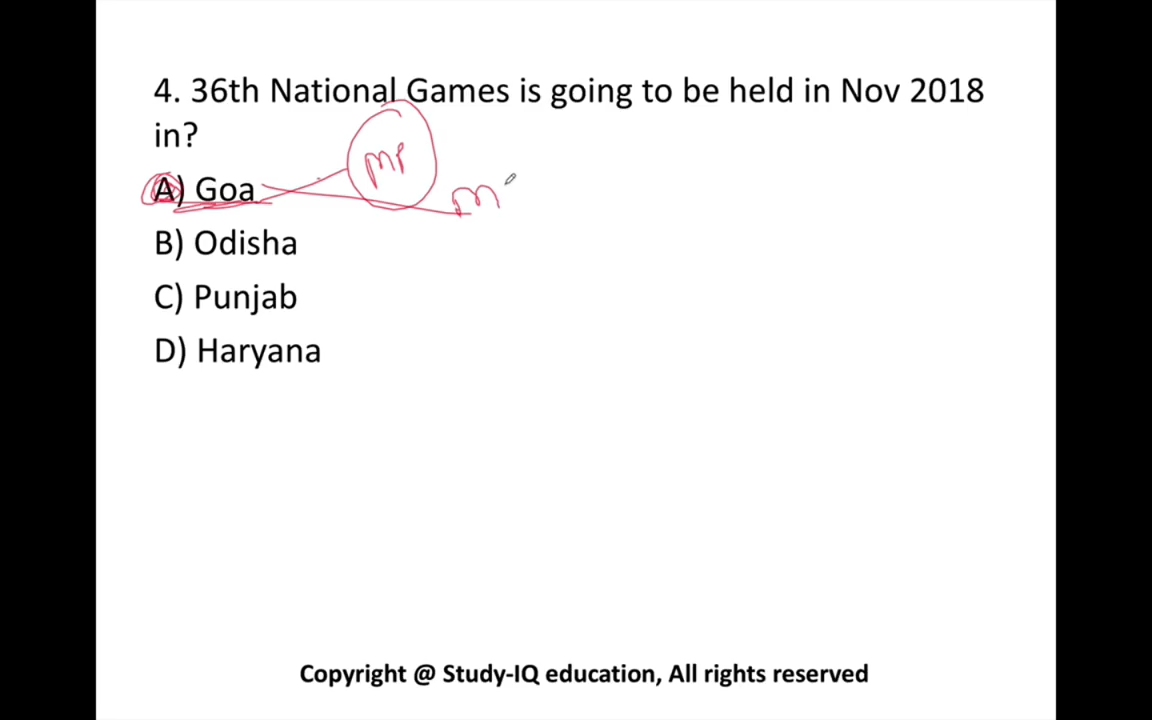 4. 36th National Games is going to be held in Nov 2018
in?
A) Goa
B) Odisha
C) Punjab
D) Haryana
Copyright @ Study-IQ education, All rights reserved